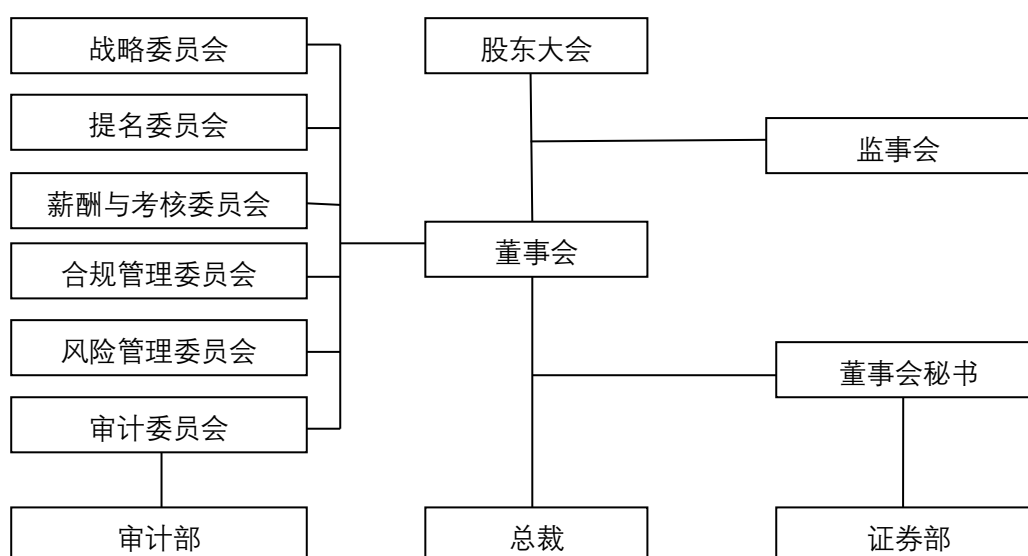 战略委员会
股东大会
提名委员会
监事会
薪酬与考核委员会
董事会
合规管理委员会
风险管理委员会
董事会秘书
审计委员会
审计部
总裁
证券部